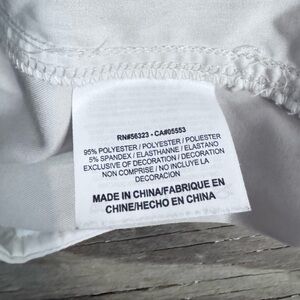 RN#56323 - CA#05553
95% POLYESTER / POLYESTER / POLIESTER
5% SPANDEX / ELASTHANNE / ELASTANO
EXCLUSIVE OF DECORATION / DECORATION
NON COMPRISE / NO INCLUYE LA
DECORACION
MADE IN CHINA/FABRIQUE EN
CHINE/HECHO EN CHINA